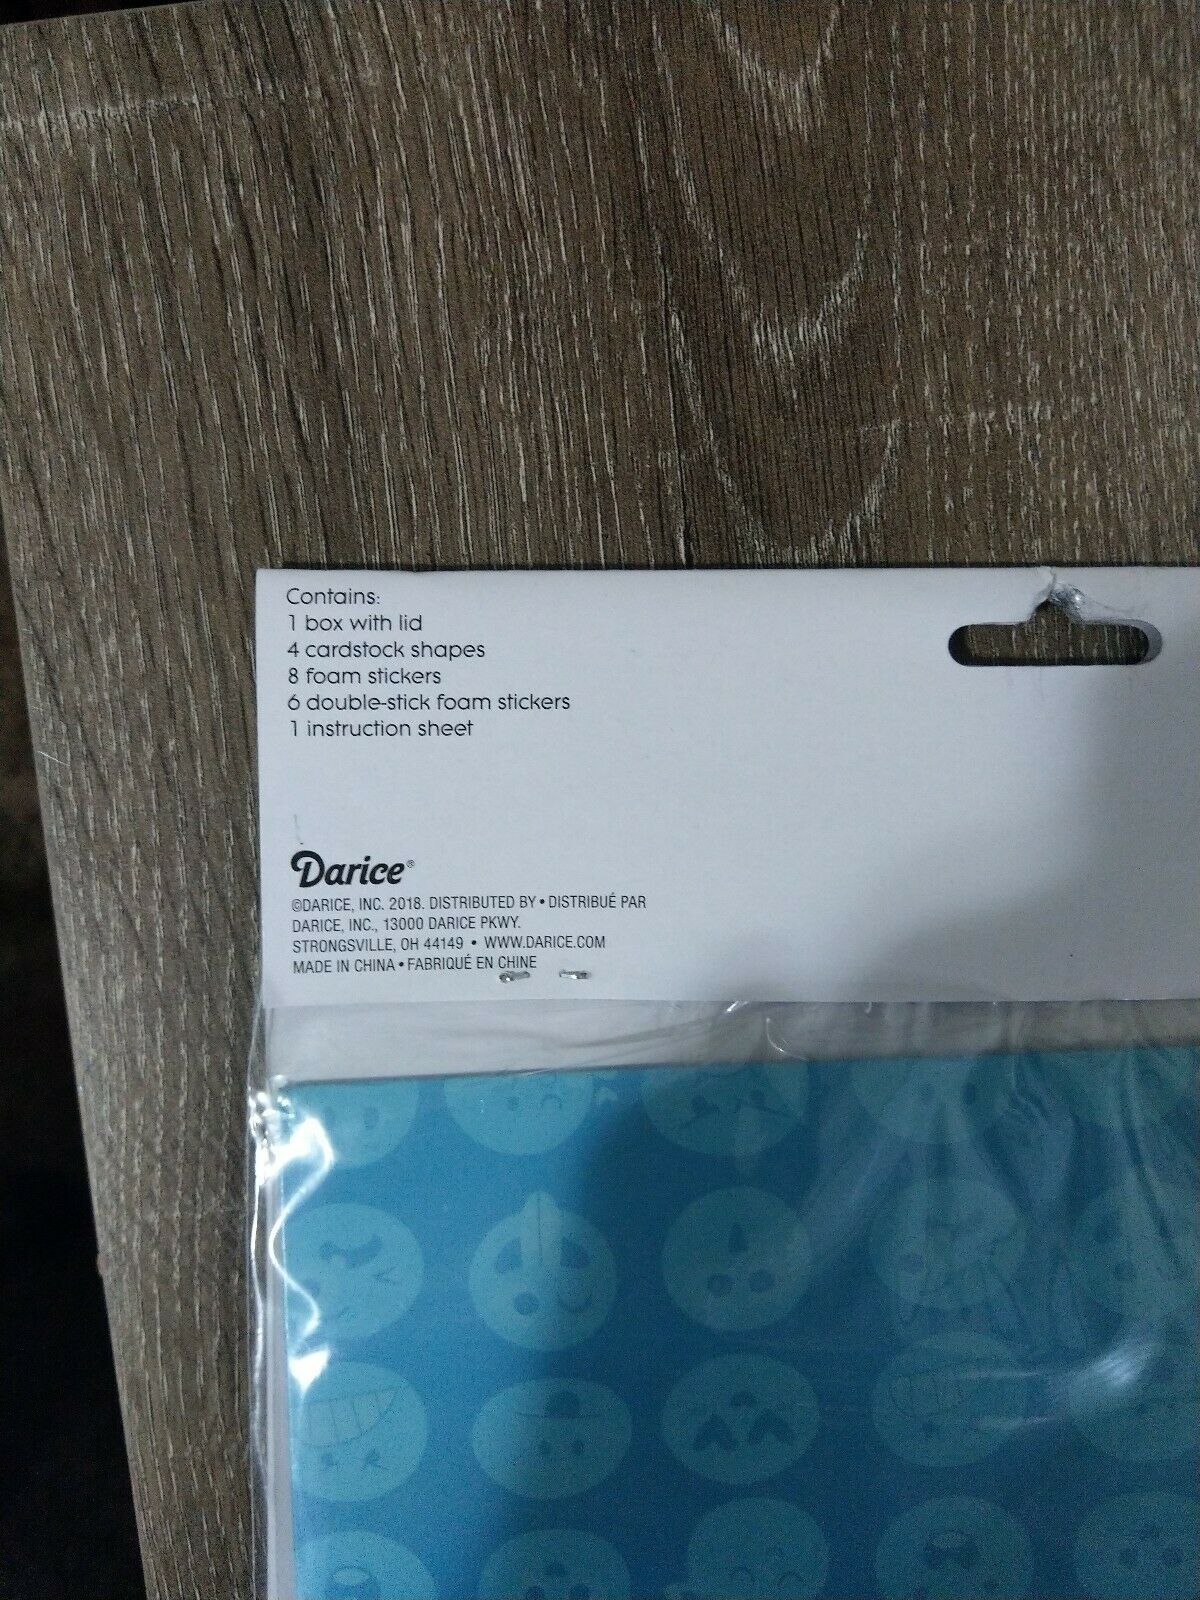 Contains:
1 box with lid
4 cardstock shapes
8 foam stickers
6 double-stick foam stickers
1 instruction sheet
Darice®
©DARICE, INC. 2018. DISTRIBUTED BY • DISTRIBUÉ PAR
DARICE, INC., 13000 DARICE PKWY.
STRONGSVILLE, OH 44149 • WWW.DARICE.COM
MADE IN CHINA • FABRIQUÉ EN CHINE